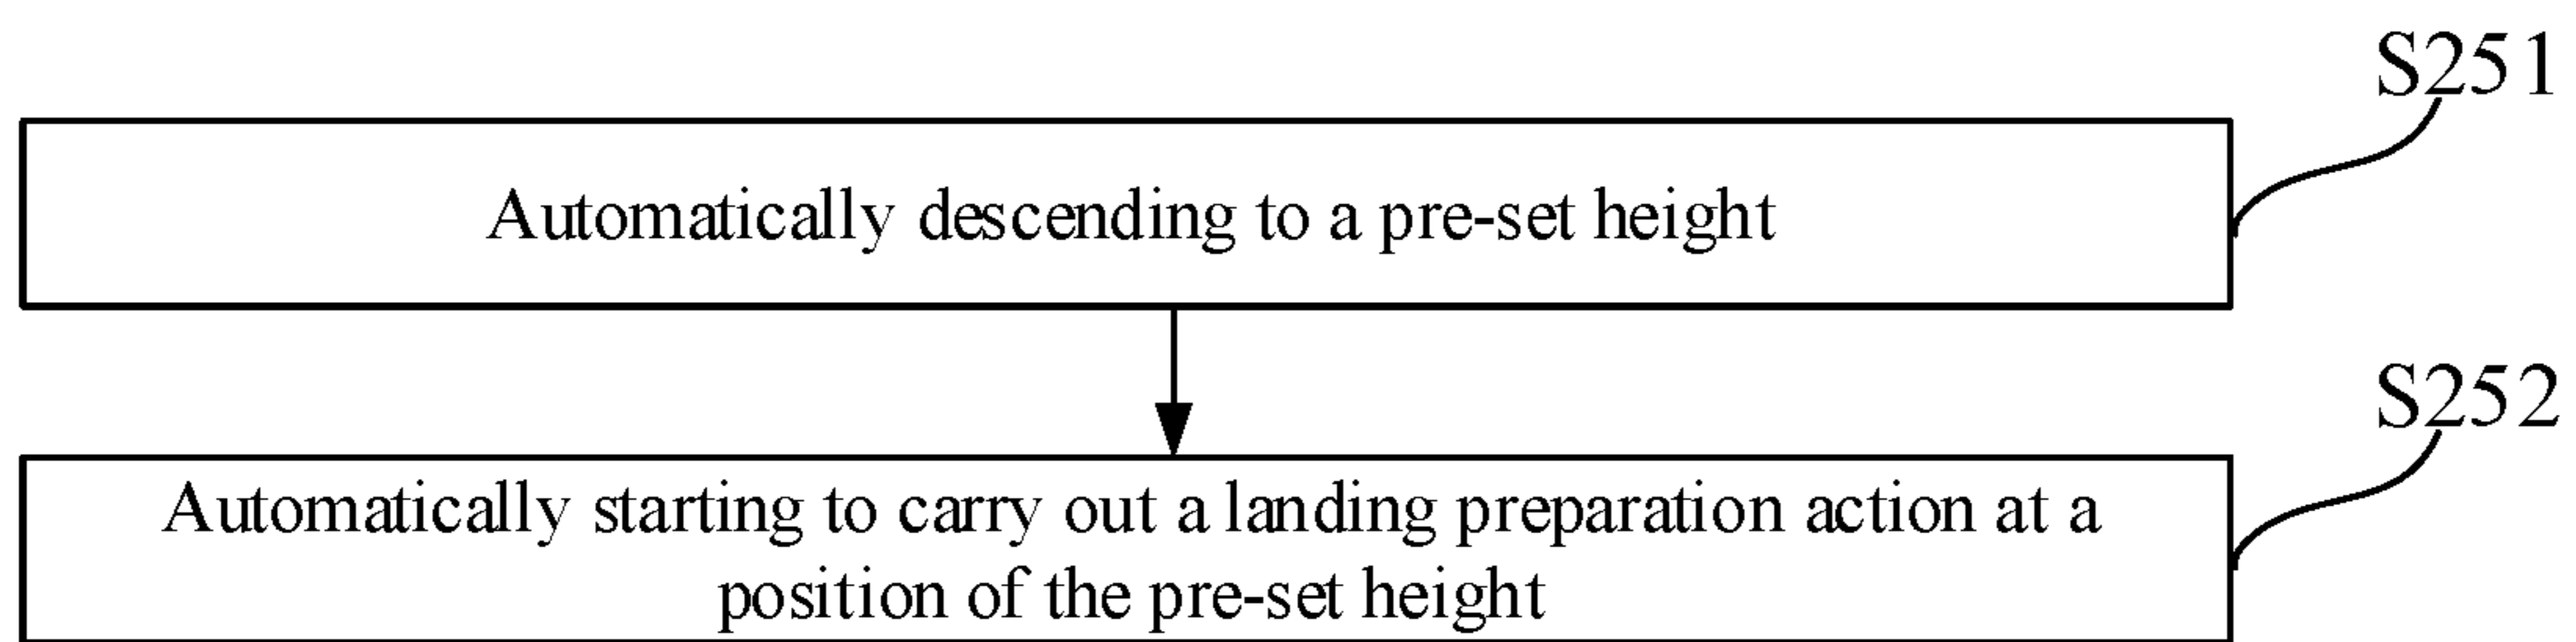 S251
Automatically descending to a pre-set height
S252
Automatically starting to carry out a landing preparation action at a
position of the pre-set height